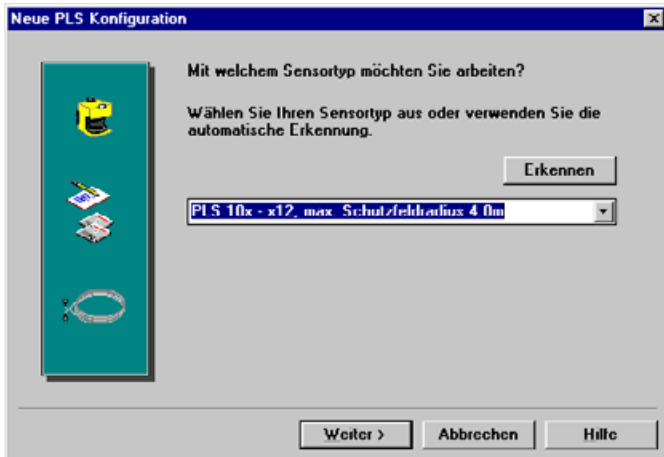 Neue PLS Konfiguration
Mit welchem Sensortyp möchten Sie arbeiten?
Wählen Sie Ihren Sensortyp aus oder verwenden Sie die
automatische Erkennung.
Erkennen
PLS 10x - x12, max. Schutzfeldradius 4.0m
Weiter >
Abbrechen
Hilfe